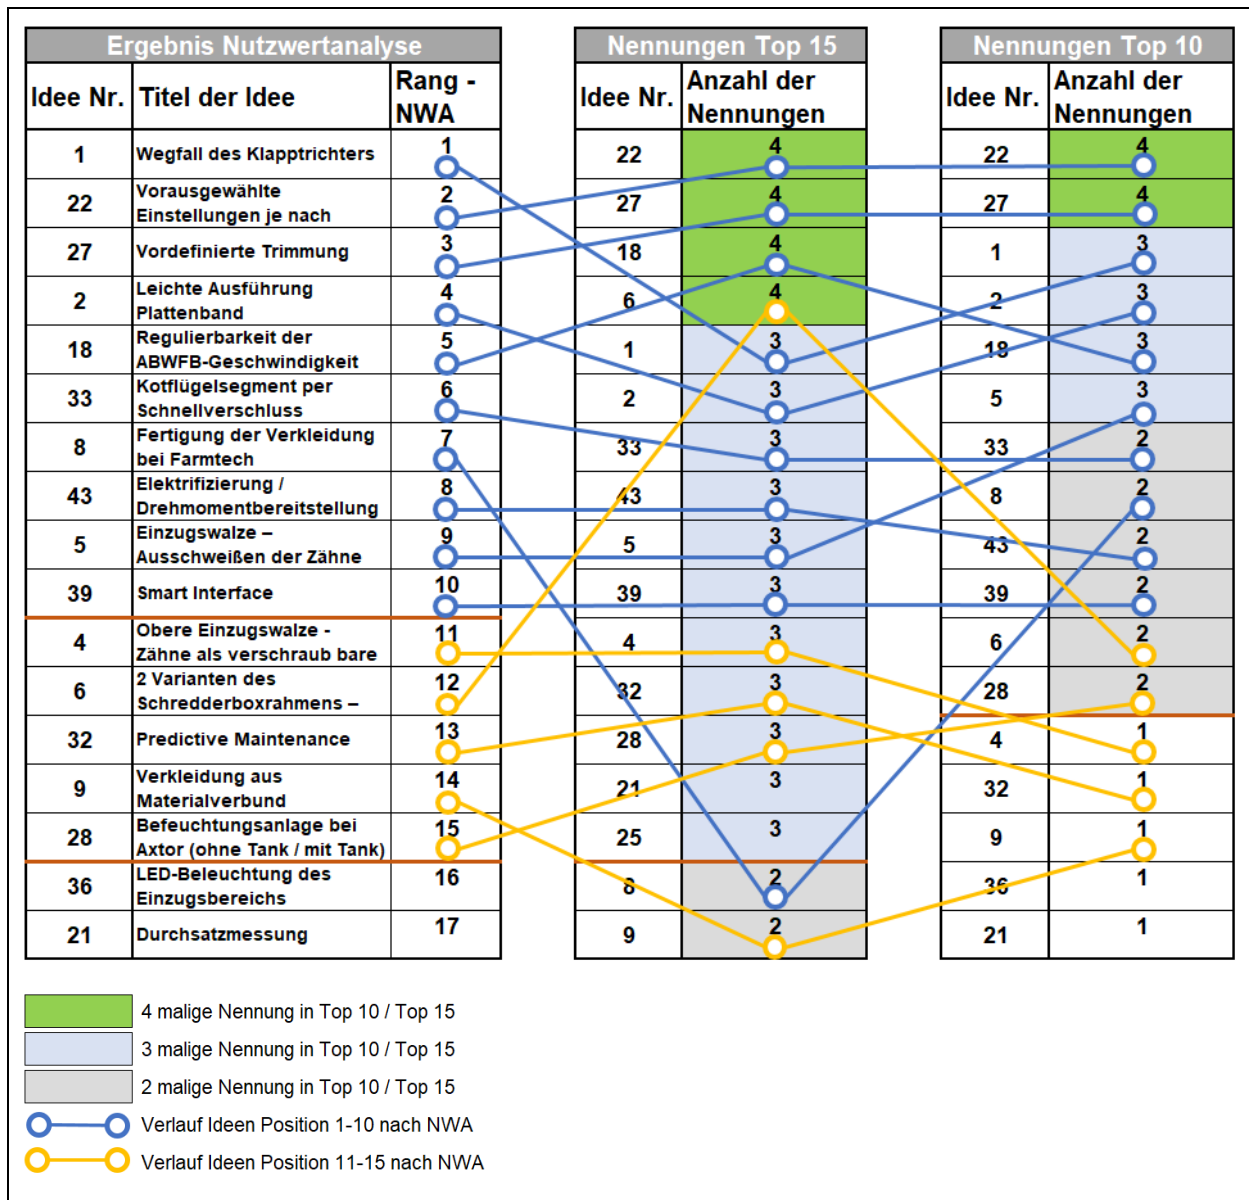 Ergebnis Nutzwertanalyse
Idee Nr. Titel der Idee Rang - NWA
1 Wegfall des Klapptrichters 1
22 Vorausgewählte Einstellungen je nach 2
27 Vordefinierte Trimmung 3
2 Leichte Ausführung Plattenband 4
18 Regulierbarkeit der ABWFB-Geschwindigkeit 5
33 Kotflügelsegment per Schnellverschluss 6
8 Fertigung der Verkleidung bei Farmtech 7
43 Elektrifizierung / Drehmomentbereitstellung 8
5 Einzugswalze – Ausschweißen der Zähne 9
39 Smart Interface 10
4 Obere Einzugswalze - Zähne als verschraub bare 11
6 2 Varianten des Schredderboxrahmens – 12
32 Predictive Maintenance 13
9 Verkleidung aus Materialverbund 14
28 Befeuchtungsanlage bei Axtor (ohne Tank / mit Tank) 15
36 LED-Beleuchtung des Einzugsbereichs 16
21 Durchsatzmessung 17
Nennungen Top 15
Idee Nr. Anzahl der Nennungen
22 4
27 4
18 4
6 4
1 3
2 3
33 3
43 3
5 3
39 3
4 3
32 3
28 3
21 3
25 3
8 2
9 2
Nennungen Top 10
Idee Nr. Anzahl der Nennungen
22 4
27 4
1 3
2 3
18 3
5 3
33 2
8 2
43 2
39 2
6 2
28 2
4 1
32 1
9 1
36 1
21 1
4 malige Nennung in Top 10 / Top 15
3 malige Nennung in Top 10 / Top 15
2 malige Nennung in Top 10 / Top 15
Verlauf Ideen Position 1-10 nach NWA
Verlauf Ideen Position 11-15 nach NWA